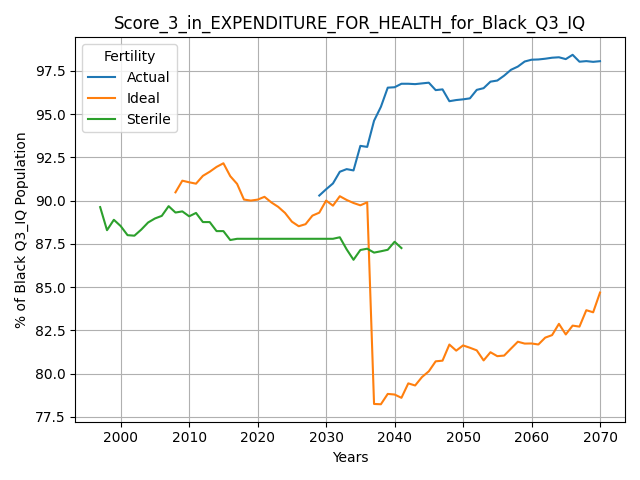 Score_3_in_EXPENDITURE_FOR_HEALTH_for_Black_Q3_IQ
Fertility
Actual
Ideal
Sterile
% of Black Q3_IQ Population
97.5
95.0
92.5
90.0
87.5
85.0
82.5
80.0
77.5
2000
2010
2020
2030
2040
2050
2060
2070
Years